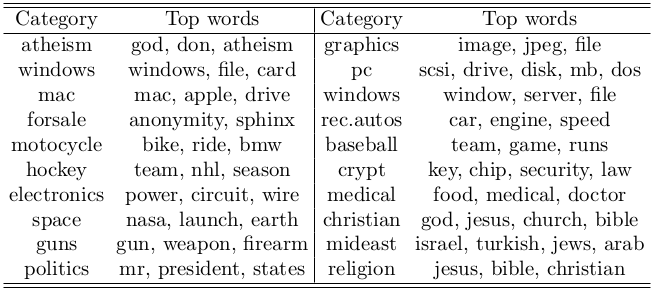 Category Top words Category Top words
atheism god, don, atheism graphics image, jpeg, file
windows windows, file, card pc scsi, drive, disk, mb, dos
mac mac, apple, drive windows window, server, file
forsale anonymity, sphinx rec.autos car, engine, speed
motocycle bike, ride, bmw baseball team, game, runs
hockey team, nhl, season crypt key, chip, security, law
electronics power, circuit, wire medical food, medical, doctor
space nasa, launch, earth christian god, jesus, church, bible
guns gun, weapon, firearm mideast israel, turkish, jews, arab
politics mr, president, states religion jesus, bible, christian